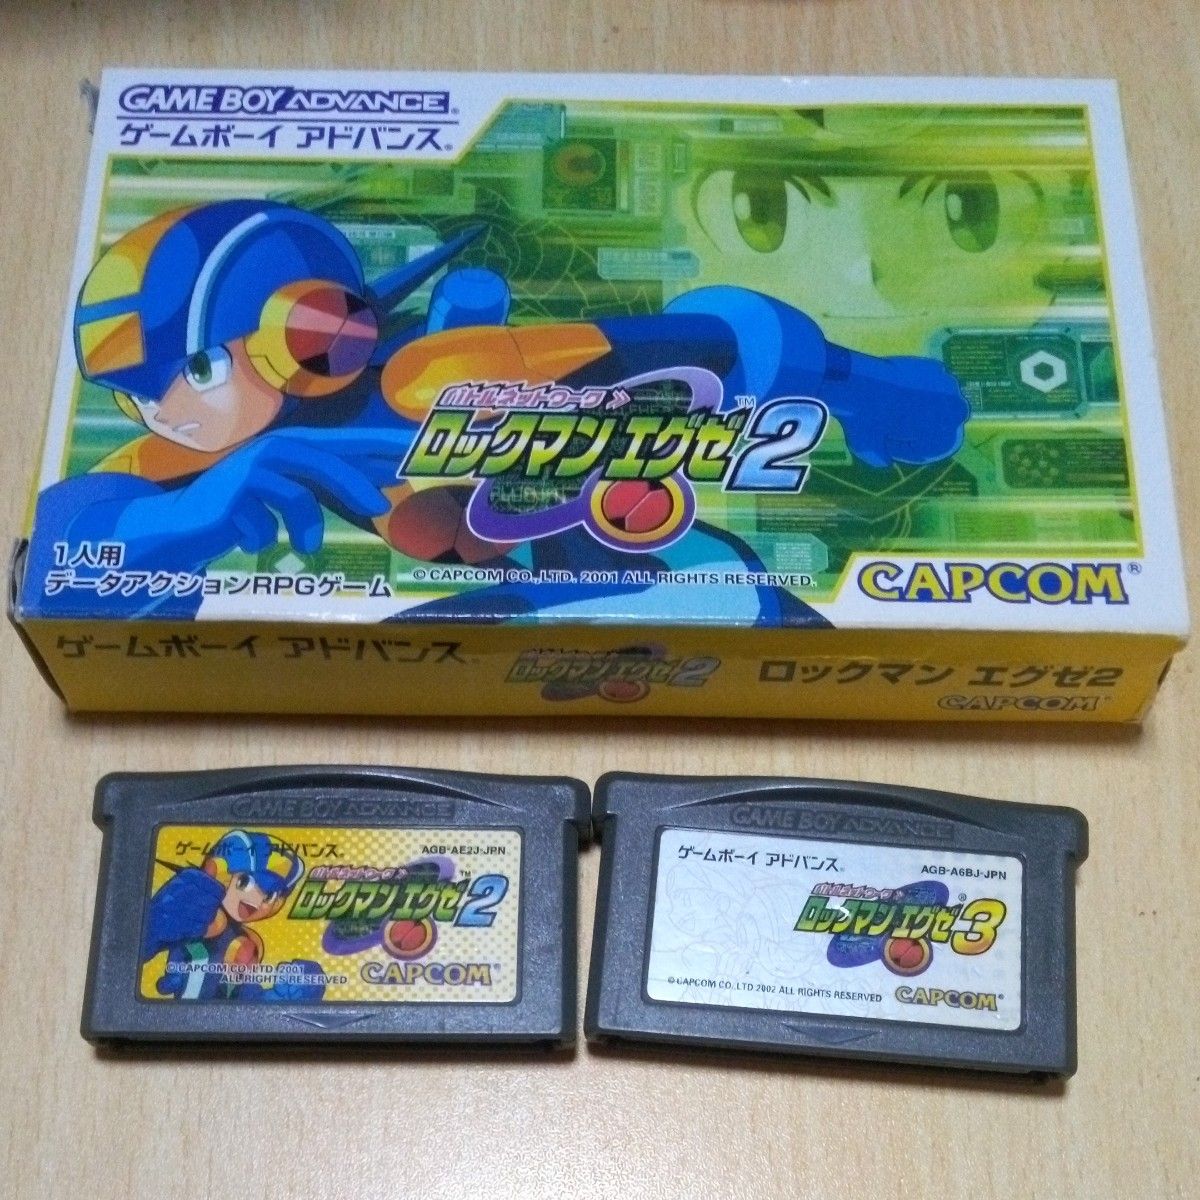 GAME BOY ADVANCE
ゲームボーイ アドバンス
バトルネットワーク
ロックマン エグゼ2™
1人用
データアクションRPGゲーム
© CAPCOM CO., LTD. 2001 ALL RIGHTS RESERVED.
CAPCOM®
ゲームボーイ アドバンス
ロックマン エグゼ2
ロックマン エグゼ2
CAPCOM®
GAME BOY ADVANCE
ゲームボーイ アドバンス
AGB-AE2J-JPN
バトルネットワーク
ロックマン エグゼ2™
© CAPCOM CO., LTD. 2001
ALL RIGHTS RESERVED
CAPCOM
GAME BOY ADVANCE
ゲームボーイ アドバンス
AGB-A6BJ-JPN
バトルネットワーク
ロックマン エグゼ3®
© CAPCOM CO., LTD 2002 ALL RIGHTS RESERVED
CAPCOM